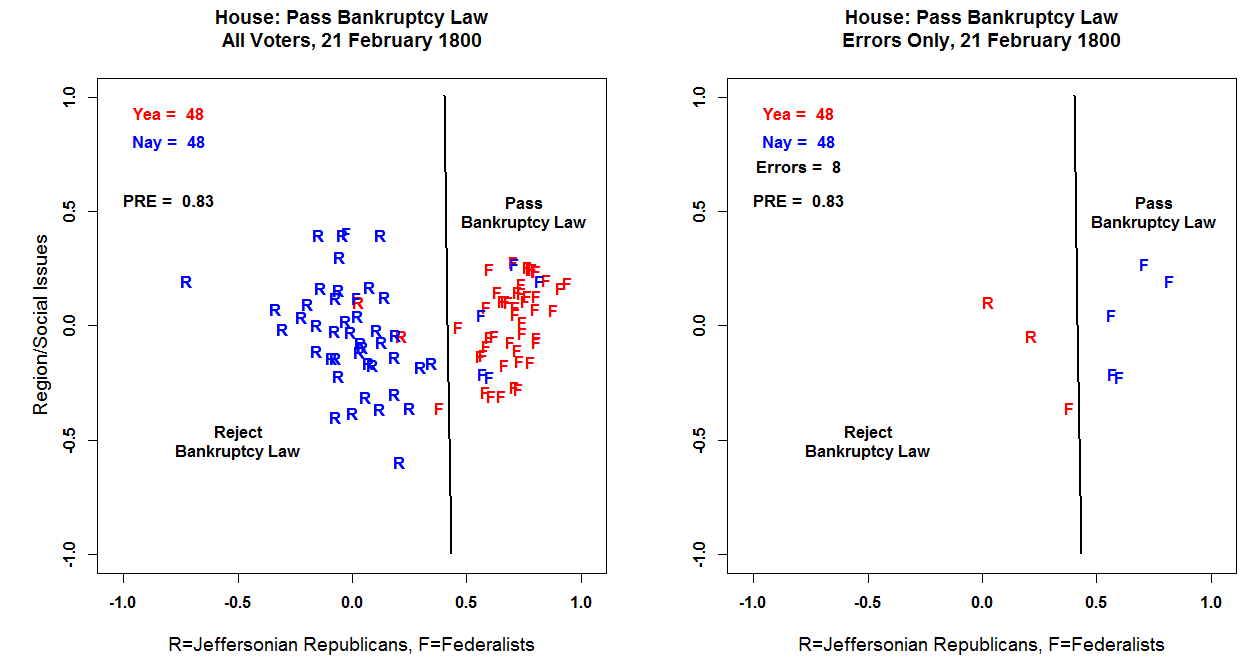 House: Pass Bankruptcy Law
All Voters, 21 February 1800
Yea = 48
Nay = 48
PRE = 0.83
Pass
Bankruptcy Law
Reject
Bankruptcy Law
Region/Social Issues
1.0
0.5
0.0
-0.5
-1.0
-1.0 -0.5 0.0 0.5 1.0
R=Jeffersonian Republicans, F=Federalists
House: Pass Bankruptcy Law
Errors Only, 21 February 1800
Yea = 48
Nay = 48
Errors = 8
PRE = 0.83
Pass
Bankruptcy Law
F
F
R
F
R
F F
F
Reject
Bankruptcy Law
1.0
0.5
0.0
-0.5
-1.0
-1.0 -0.5 0.0 0.5 1.0
R=Jeffersonian Republicans, F=Federalists